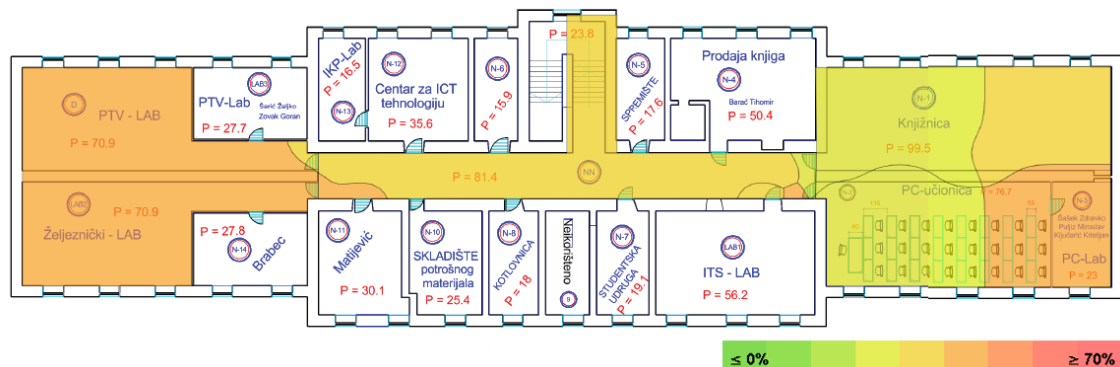 D
PTV - LAB
P = 70.9
LAB3
PTV-Lab
Šarić Željko
Zovak Goran
P = 27.7
IKP-Lab
P = 16.5
N-13
N-12
Centar za ICT
tehnologiju
P = 35.6
N-6
P = 15.9
P = 23.8
N-5
SPREMIŠTE
P = 17.6
Prodaja knjiga
N-4
Barać Tihomir
P = 50.4
N-1
Knjižnica
P = 99.5
P = 81.4
NN
LAB2
P = 70.9
Željeznički - LAB
P = 27.8
N-14
Brabec
N-11
Matijević
P = 30.1
N-10
SKLADIŠTE
potrošnog
materijala
P = 25.4
N-8
KOTLOVNICA
P = 18
Neikorišteno
9
N-7
STUDENTSKA
UDRUGA
P = 19.1
LAB1
ITS - LAB
P = 56.2
N-2
PC-učionica
P = 76.7
N-3
Šašek Zdravko
Puljiz Miroslav
Ključarić Kristijan
PC-Lab
P = 23
≤ 0%
≥ 70%